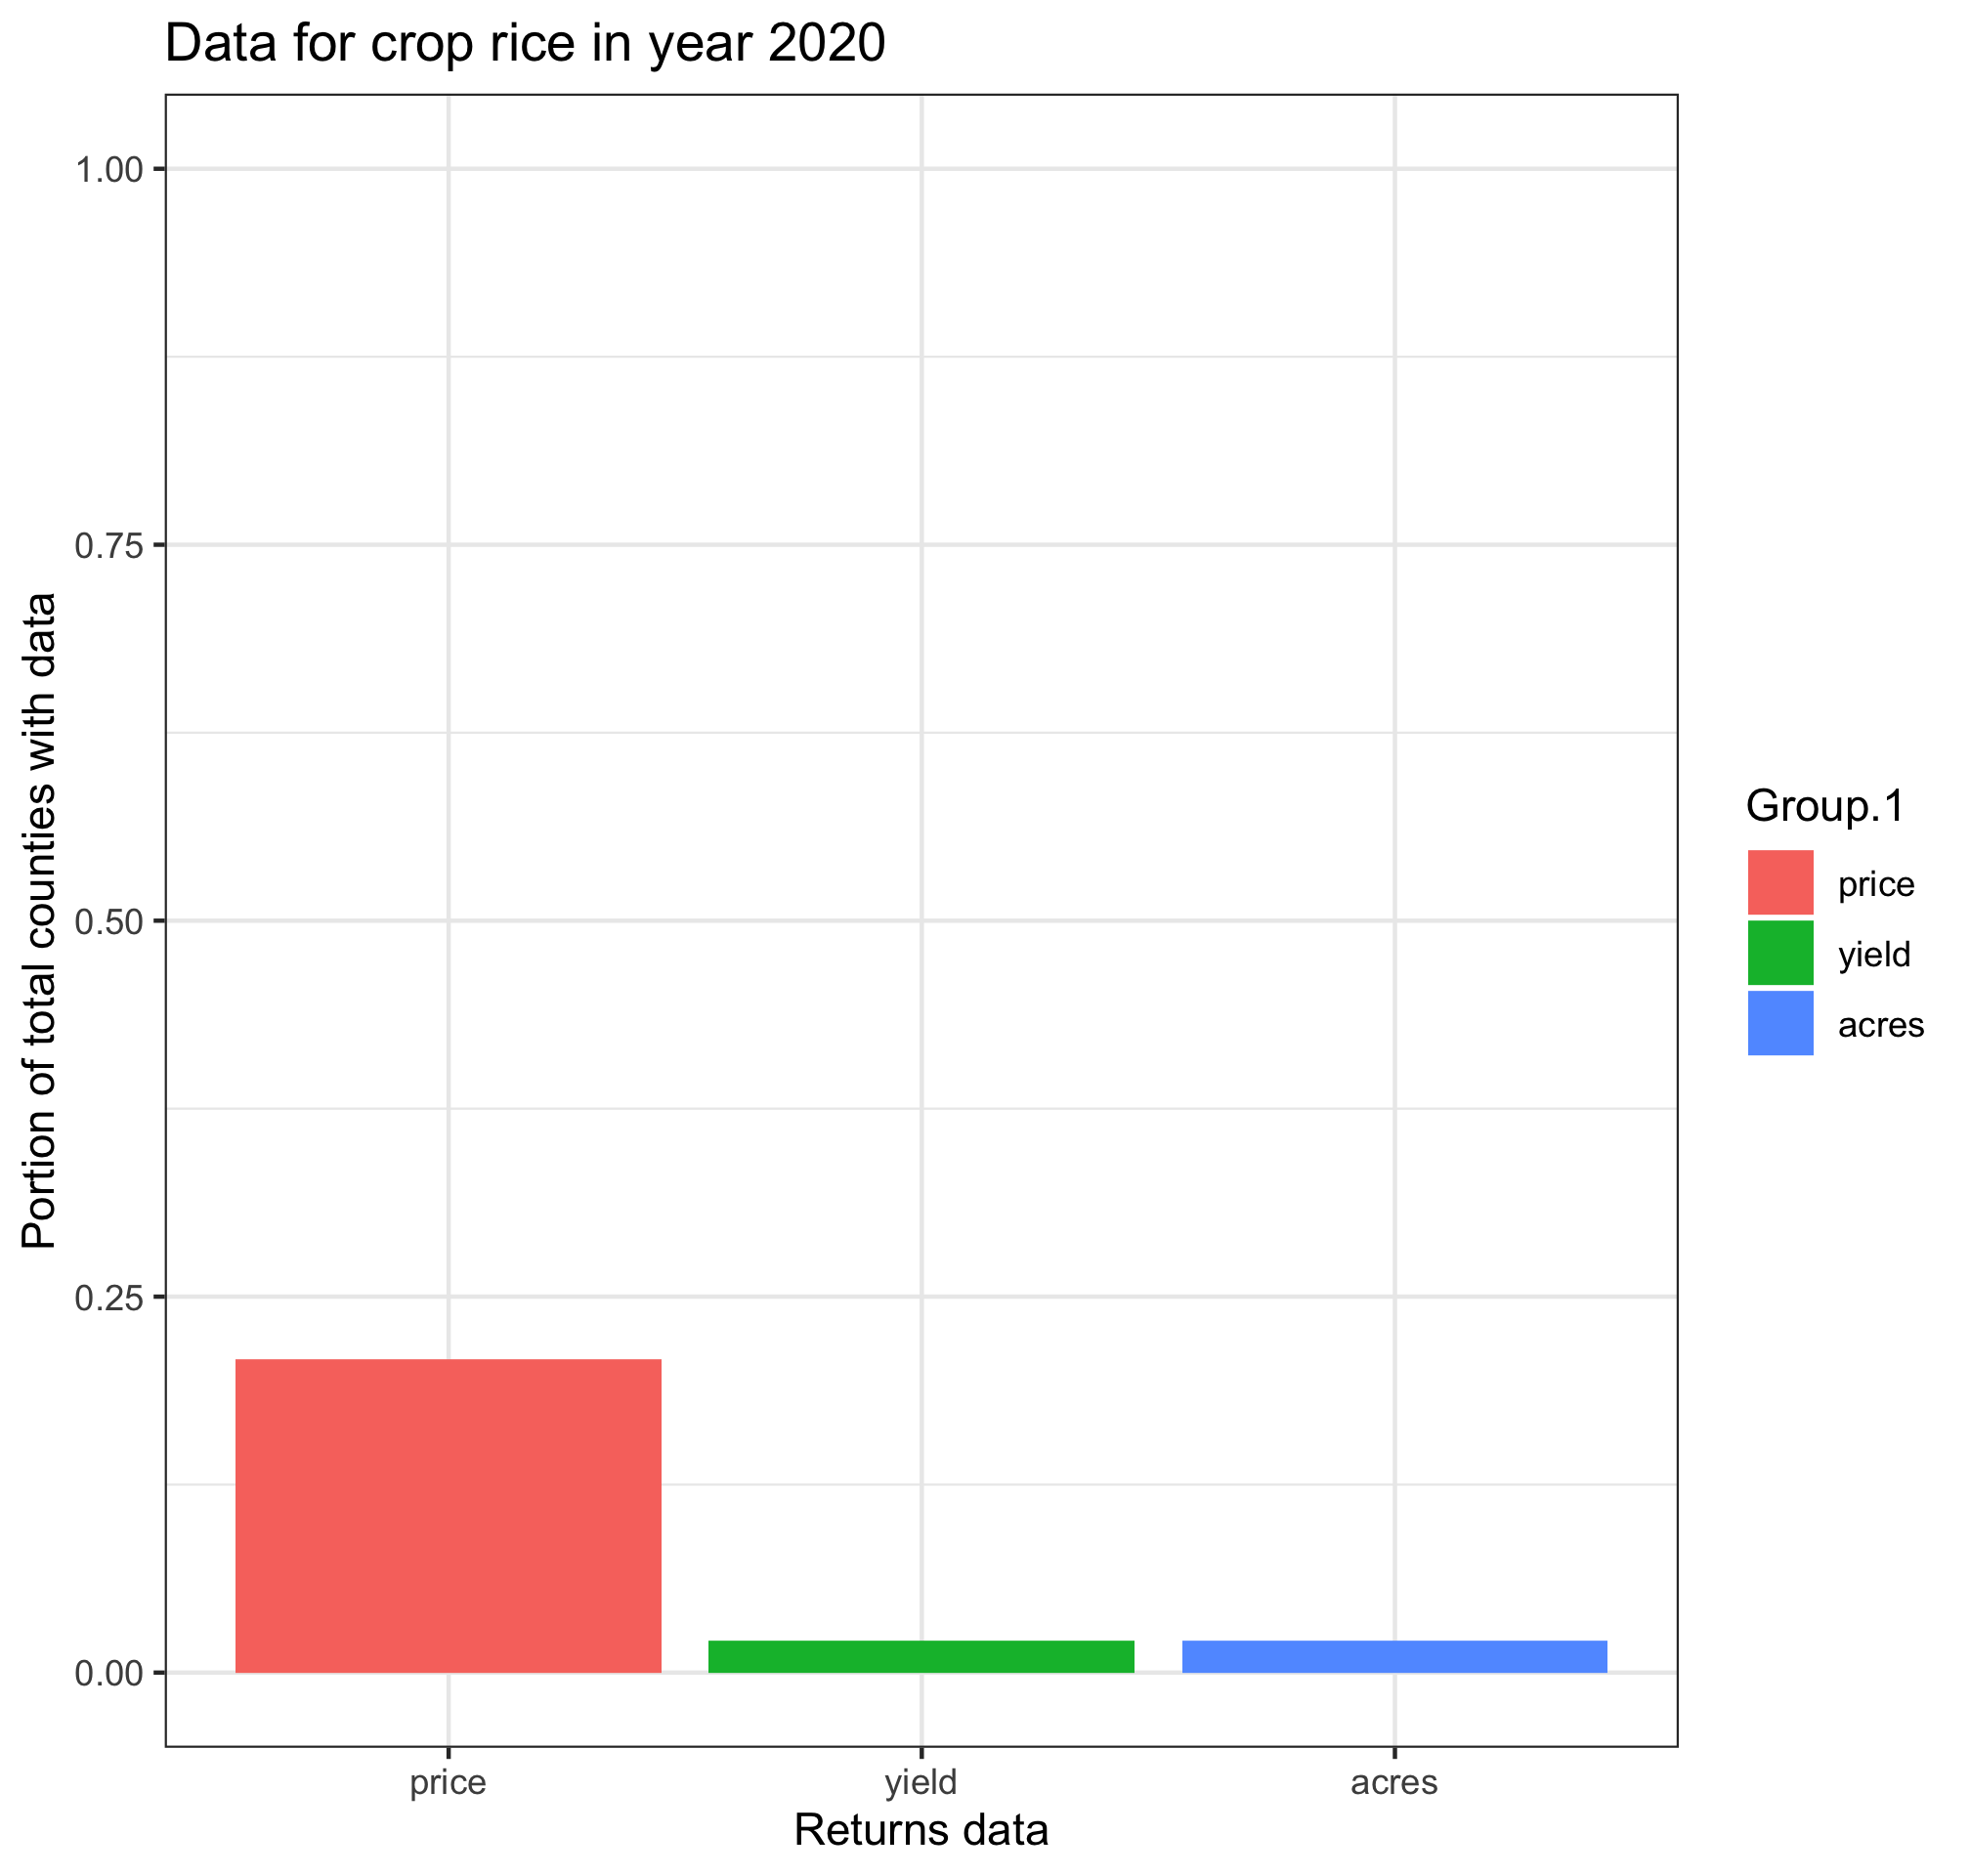 Data for crop rice in year 2020
Portion of total counties with data
1.00
0.75
0.50
0.25
0.00
price
yield
acres
Returns data
Group.1
price
yield
acres